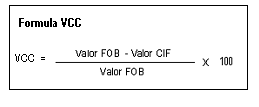 Formula VCC
Valor FOB - Valor CIF
VCC = x 100
Valor FOB